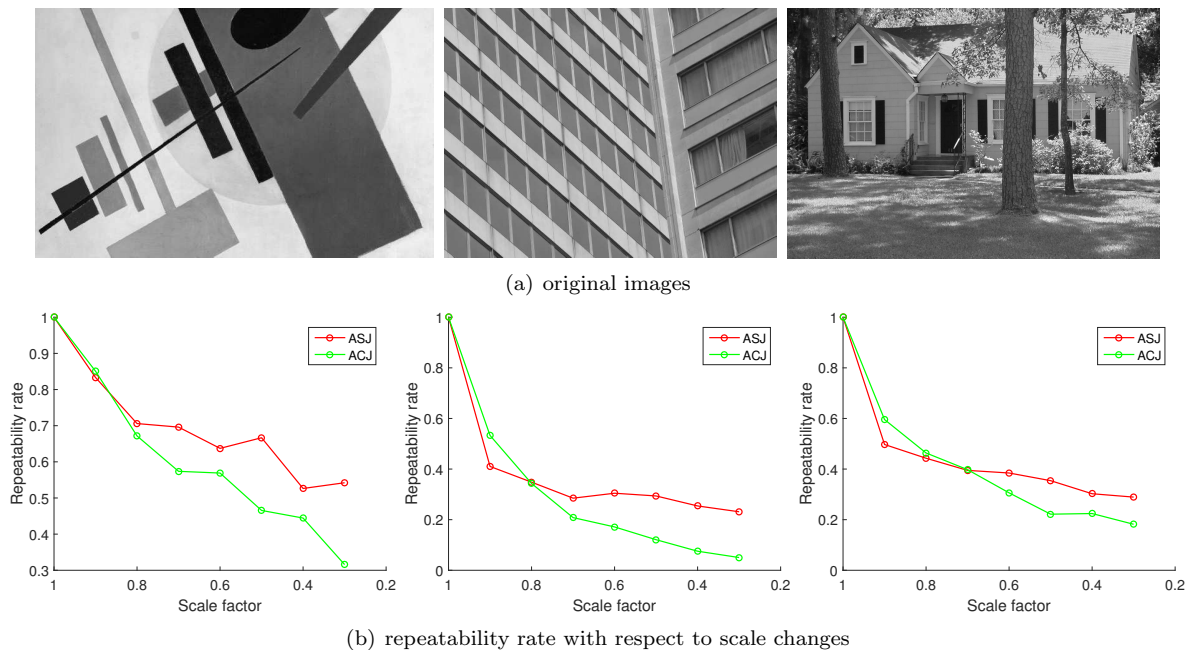 (a) original images
1
0.9
0.8
0.7
0.6
0.5
0.4
0.3
Repeatability rate
ASJ
ACJ
1 0.8 0.6 0.4 0.2
Scale factor
1
0.8
0.6
0.4
0.2
0
Repeatability rate
ASJ
ACJ
1 0.8 0.6 0.4 0.2
Scale factor
1
0.8
0.6
0.4
0.2
0
Repeatability rate
ASJ
ACJ
1 0.8 0.6 0.4 0.2
Scale factor
(b) repeatability rate with respect to scale changes